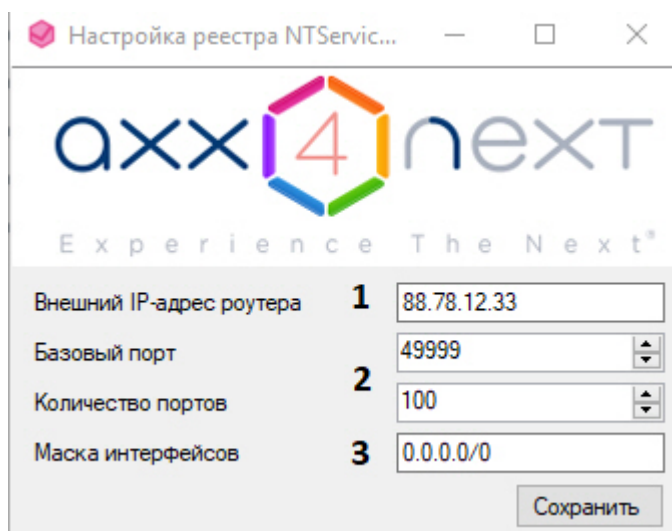 Настройка реестра NTServic...
axx4next
Experience The Next®
Внешний IP-адрес роутера 1 88.78.12.33
Базовый порт 49999
2
Количество портов 100
Маска интерфейсов 3 0.0.0.0/0
Сохранить